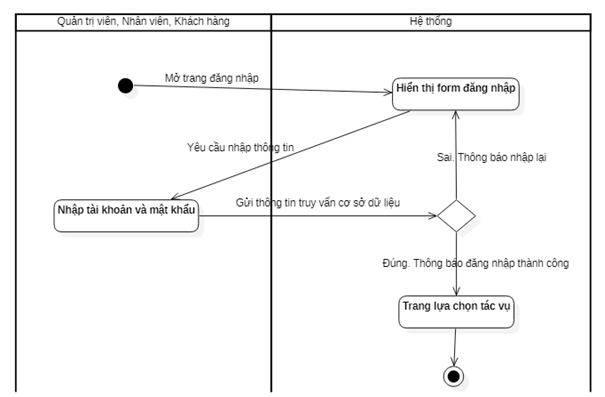 Quản trị viên, Nhân viên, Khách hàng
Hệ thống
Mở trang đăng nhập
Hiển thị form đăng nhập
Yêu cầu nhập thông tin
Sai. Thông báo nhập lại
Nhập tài khoản và mật khẩu
Gửi thông tin truy vấn cơ sở dữ liệu
Đúng. Thông báo đăng nhập thành công
Trang lựa chọn tác vụ